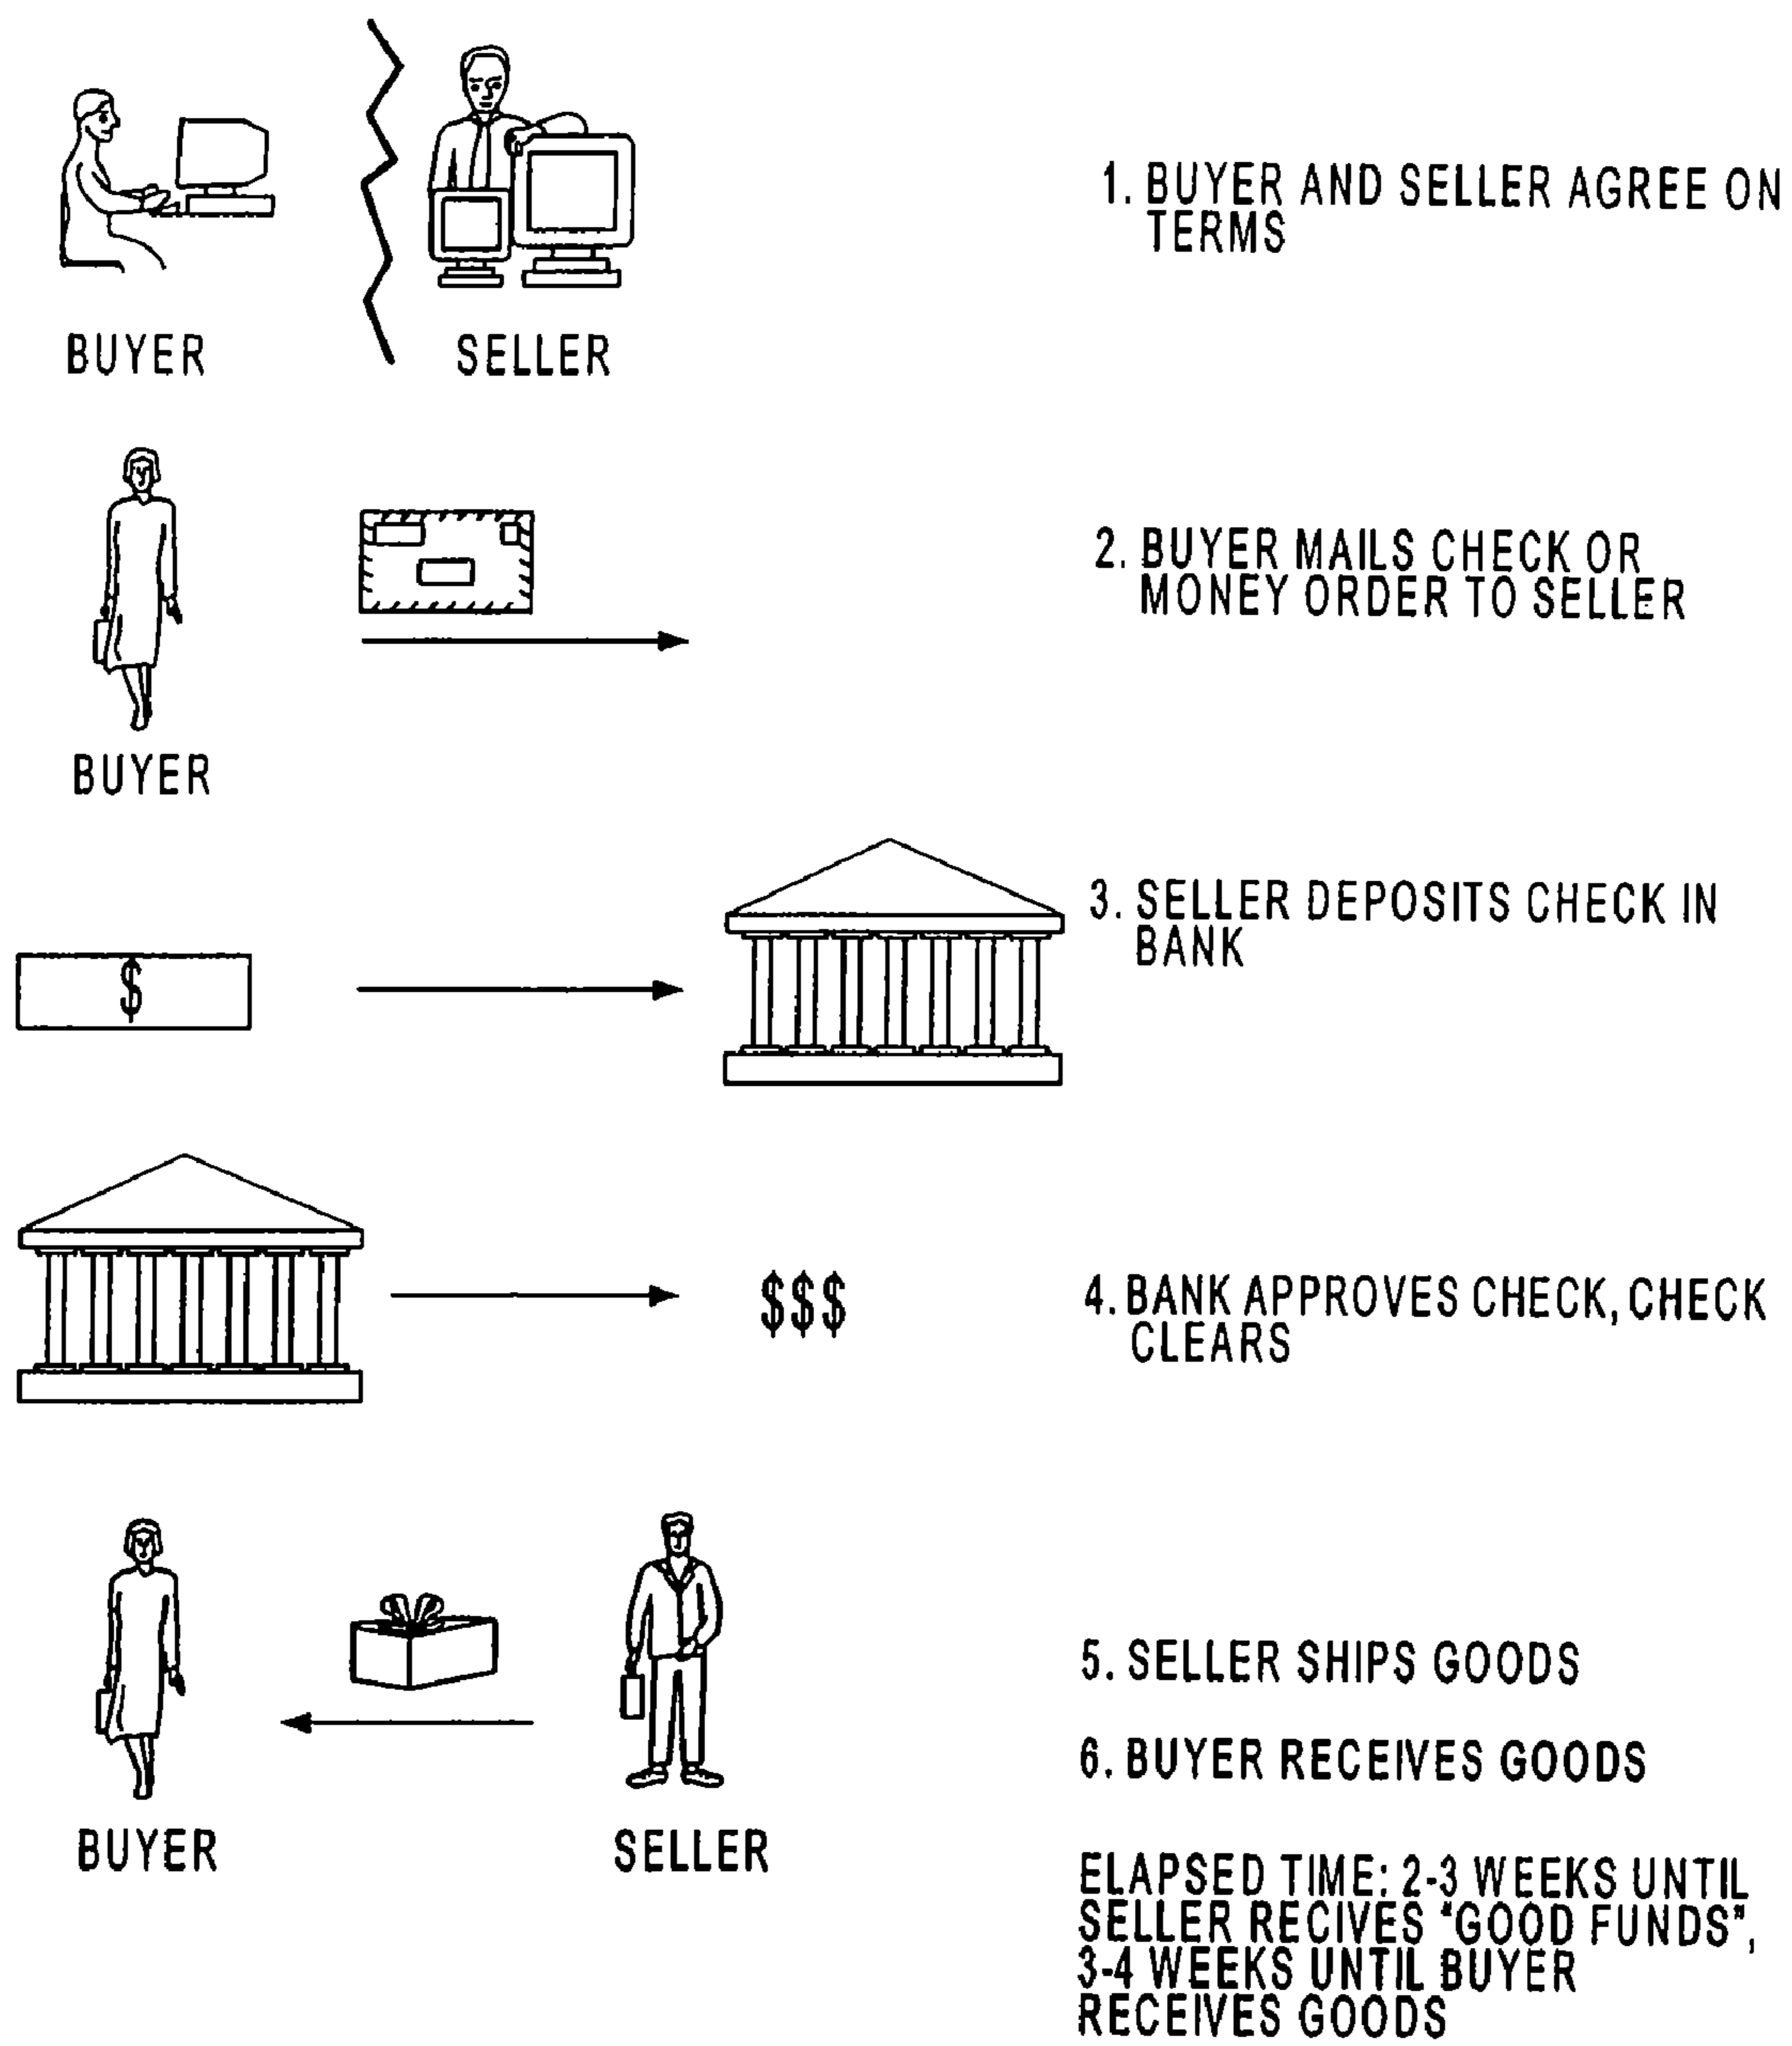 1. BUYER AND SELLER AGREE ON
TERMS
BUYER
SELLER
2. BUYER MAILS CHECK OR
MONEY ORDER TO SELLER
BUYER
3. SELLER DEPOSITS CHECK IN
BANK
$
4. BANK APPROVES CHECK, CHECK
CLEARS
$$$
5. SELLER SHIPS GOODS
6. BUYER RECEIVES GOODS
BUYER
SELLER
ELAPSED TIME: 2-3 WEEKS UNTIL
SELLER RECIVES "GOOD FUNDS",
3-4 WEEKS UNTIL BUYER
RECEIVES GOODS